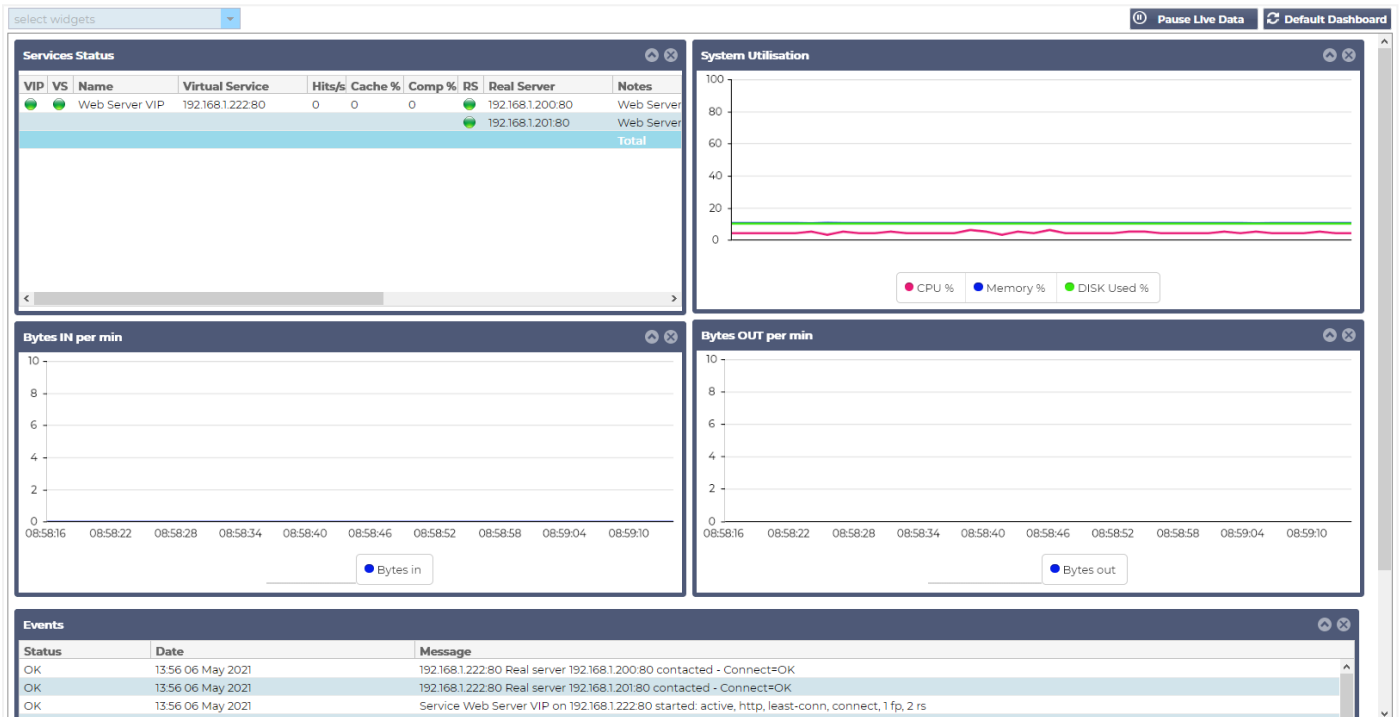 select widgets
Pause Live Data
Default Dashboard
Services Status
VIP VS Name Virtual Service Hits/s Cache % Comp % RS Real Server Notes
Web Server VIP 192.168.1.222:80 0 0 0 192.168.1.200:80 Web Server
192.168.1.201:80 Web Server
Total
System Utilisation
100
80
60
40
20
0
CPU % Memory % DISK Used %
Bytes IN per min
10
8
6
4
2
0
08:58:16 08:58:22 08:58:28 08:58:34 08:58:40 08:58:46 08:58:52 08:58:58 08:59:04 08:59:10
Bytes in
Bytes OUT per min
10
8
6
4
2
0
08:58:16 08:58:22 08:58:28 08:58:34 08:58:40 08:58:46 08:58:52 08:58:58 08:59:04 08:59:10
Bytes out
Events
Status Date Message
OK 13:56 06 May 2021 192.168.1.222:80 Real server 192.168.1.200:80 contacted - Connect=OK
OK 13:56 06 May 2021 192.168.1.222:80 Real server 192.168.1.201:80 contacted - Connect=OK
OK 13:56 06 May 2021 Service Web Server VIP on 192.168.1.222:80 started: active, http, least-conn, connect, 1 fp, 2 rs